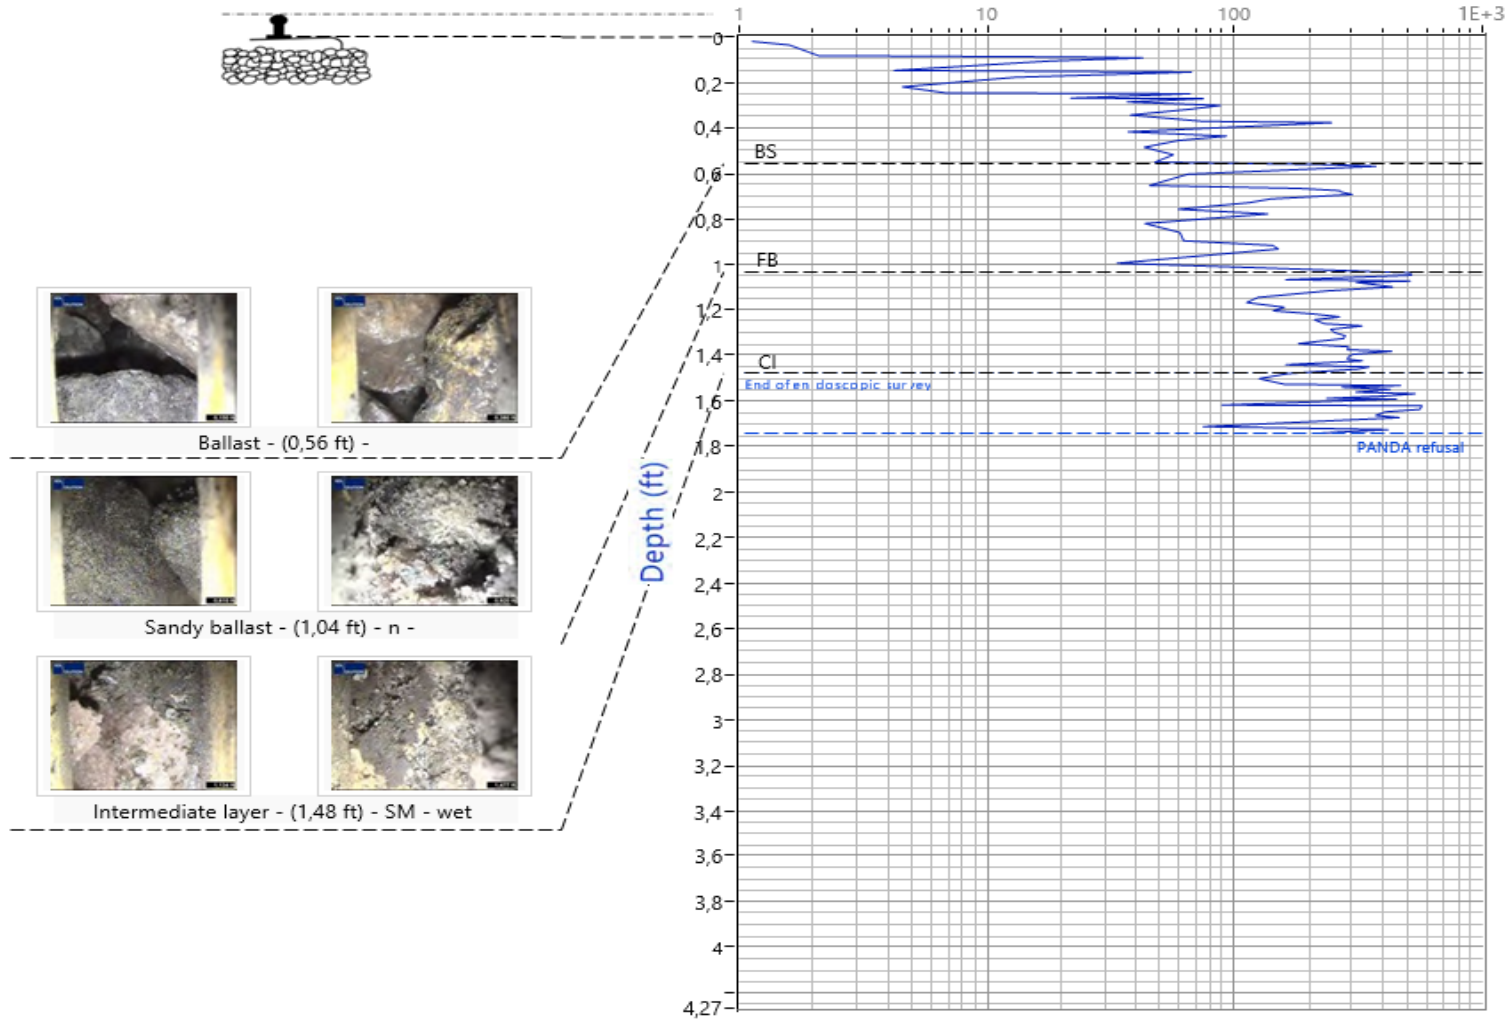 1 10 100 1E+3
0
0,2
0,4
BS
0,6
0,8
FB
1
1,2
1,4
CI
End of en doscopic survey
1,6
1,8
PANDA refusal
2
2,2
2,4
2,6
2,8
3
3,2
3,4
3,6
3,8
4
4,27
Depth (ft)
Ballast - (0,56 ft) -
Sandy ballast - (1,04 ft) - n -
Intermediate layer - (1,48 ft) - SM - wet